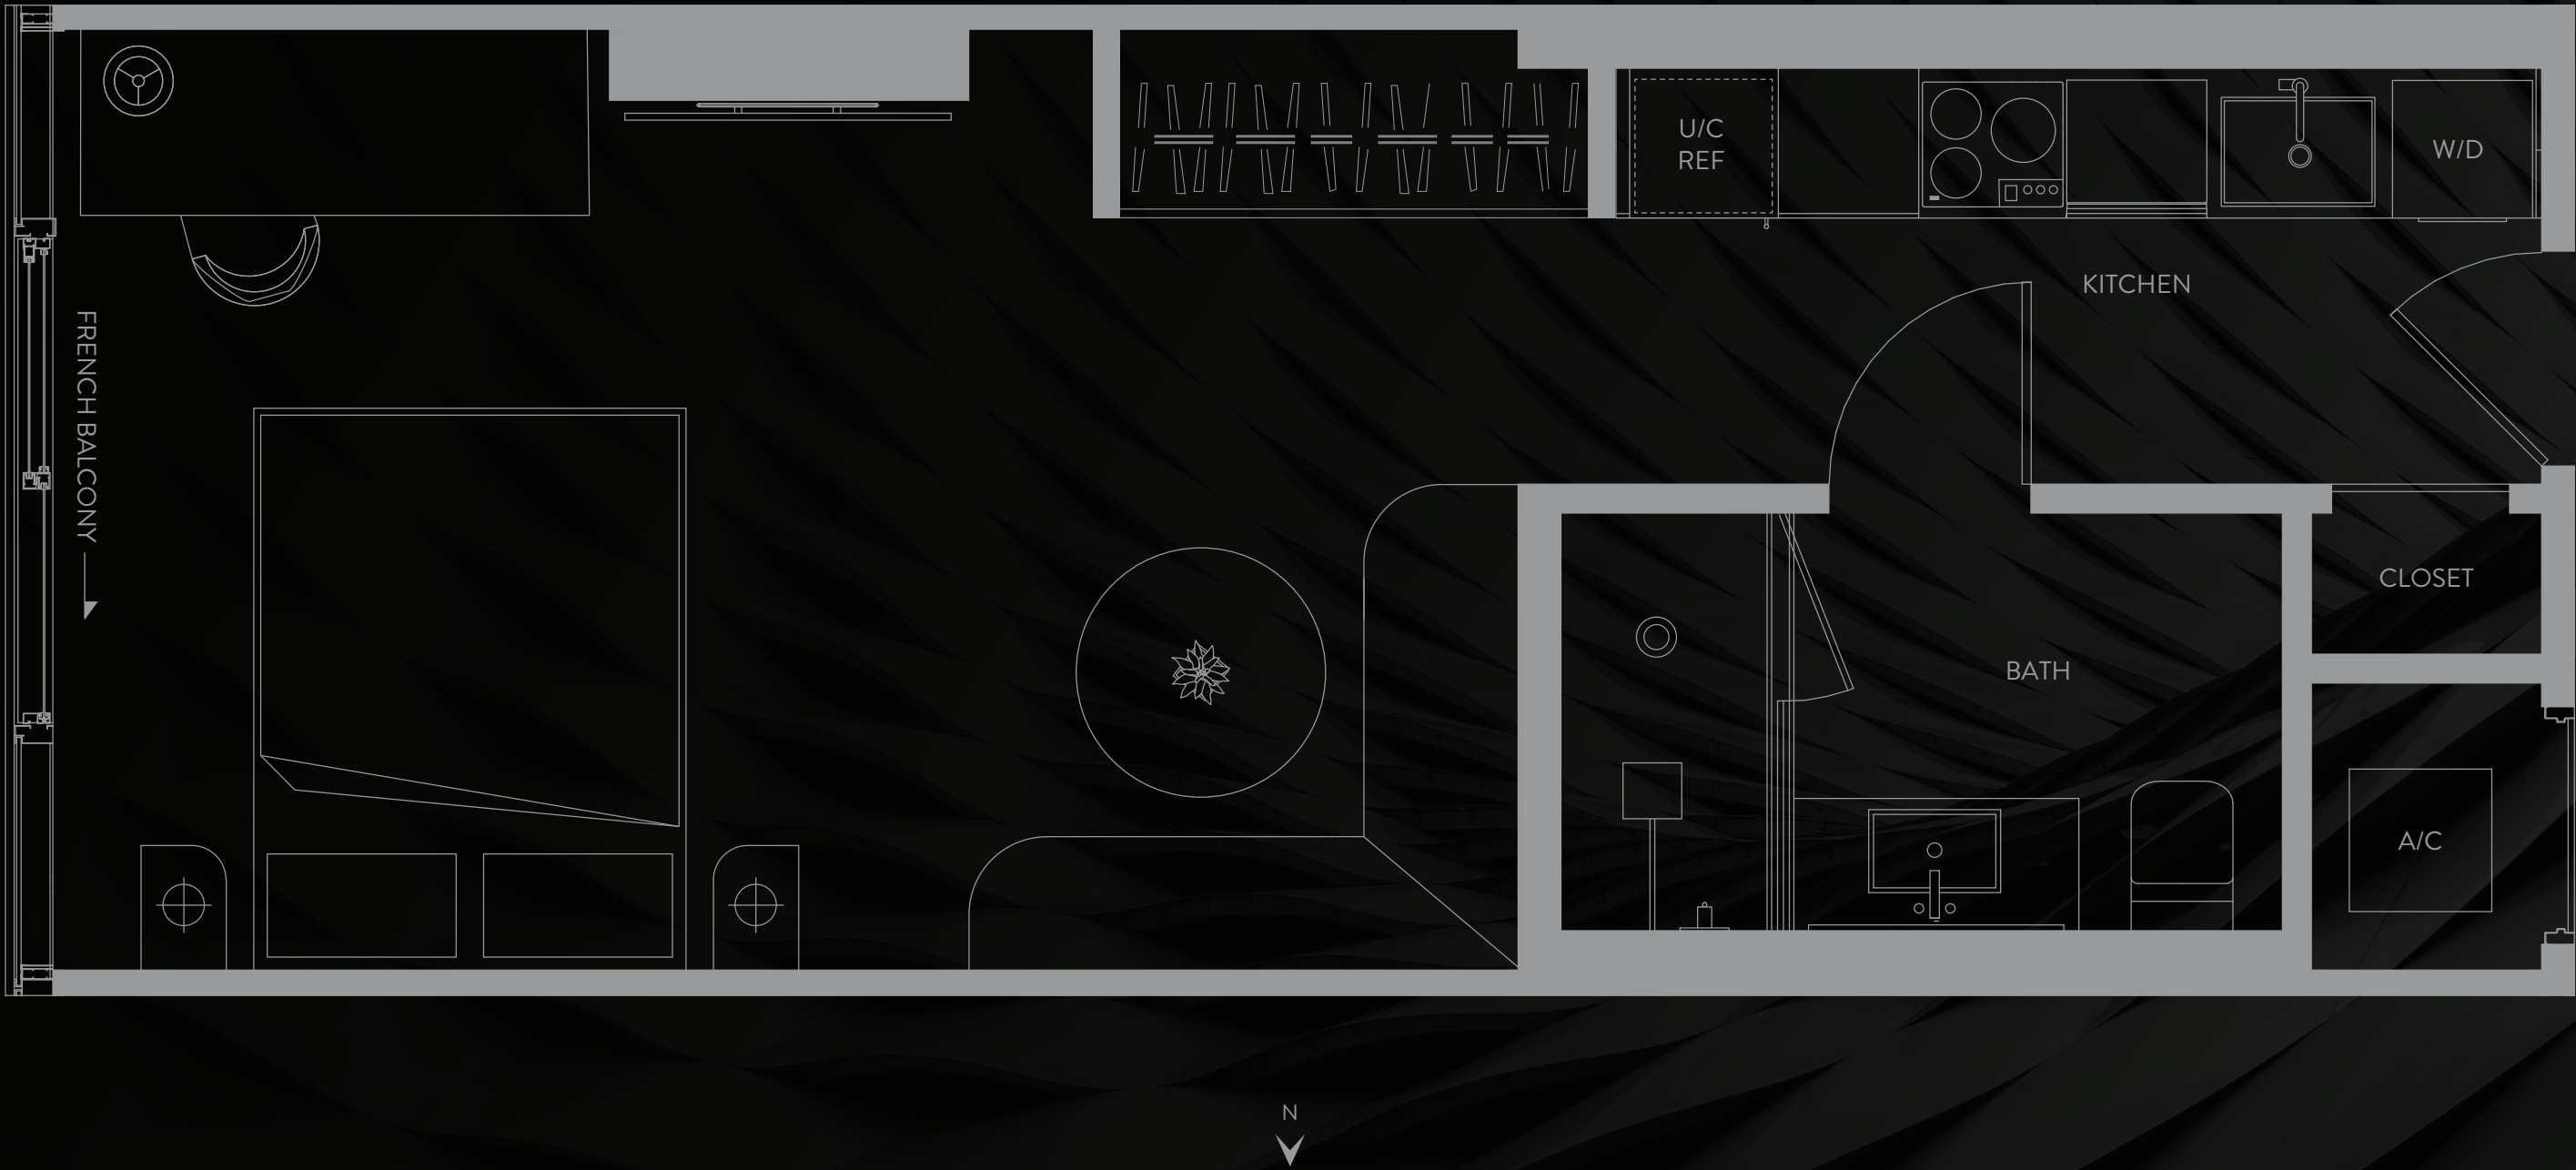 U/C
REF
W/D
KITCHEN
FRENCH BALCONY
CLOSET
BATH
A/C
N